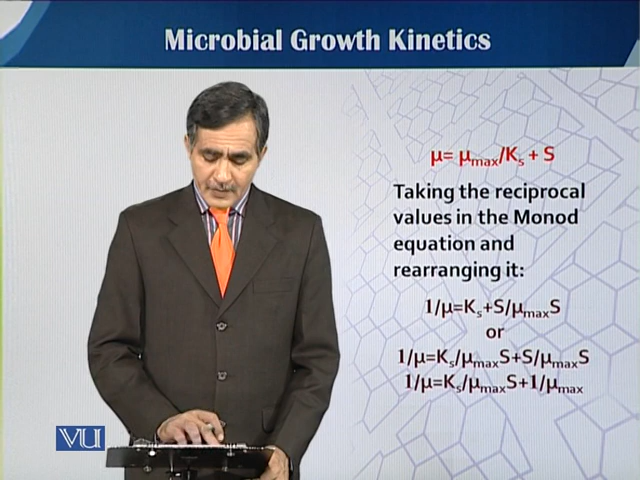 Microbial Growth Kinetics
μ= μmax/Ks + S
Taking the reciprocal
values in the Monod
equation and
rearranging it:
1/μ=Ks+S/μmaxS
or
1/μ=Ks/μmaxS+S/μmaxS
1/μ=Ks/μmaxS+1/μmax
VU